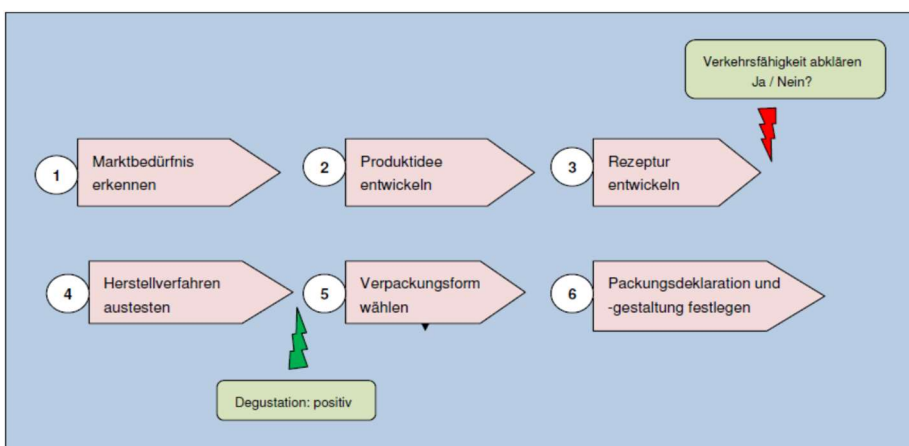 Verkehrsfähigkeit abklären
Ja / Nein?
1
Marktbedürfnis
erkennen
2
Produktidee
entwickeln
3
Rezeptur
entwickeln
4
Herstellverfahren
austesten
5
Verpackungsform
wählen
6
Packungsdeklaration und
-gestaltung festlegen
Degustation: positiv